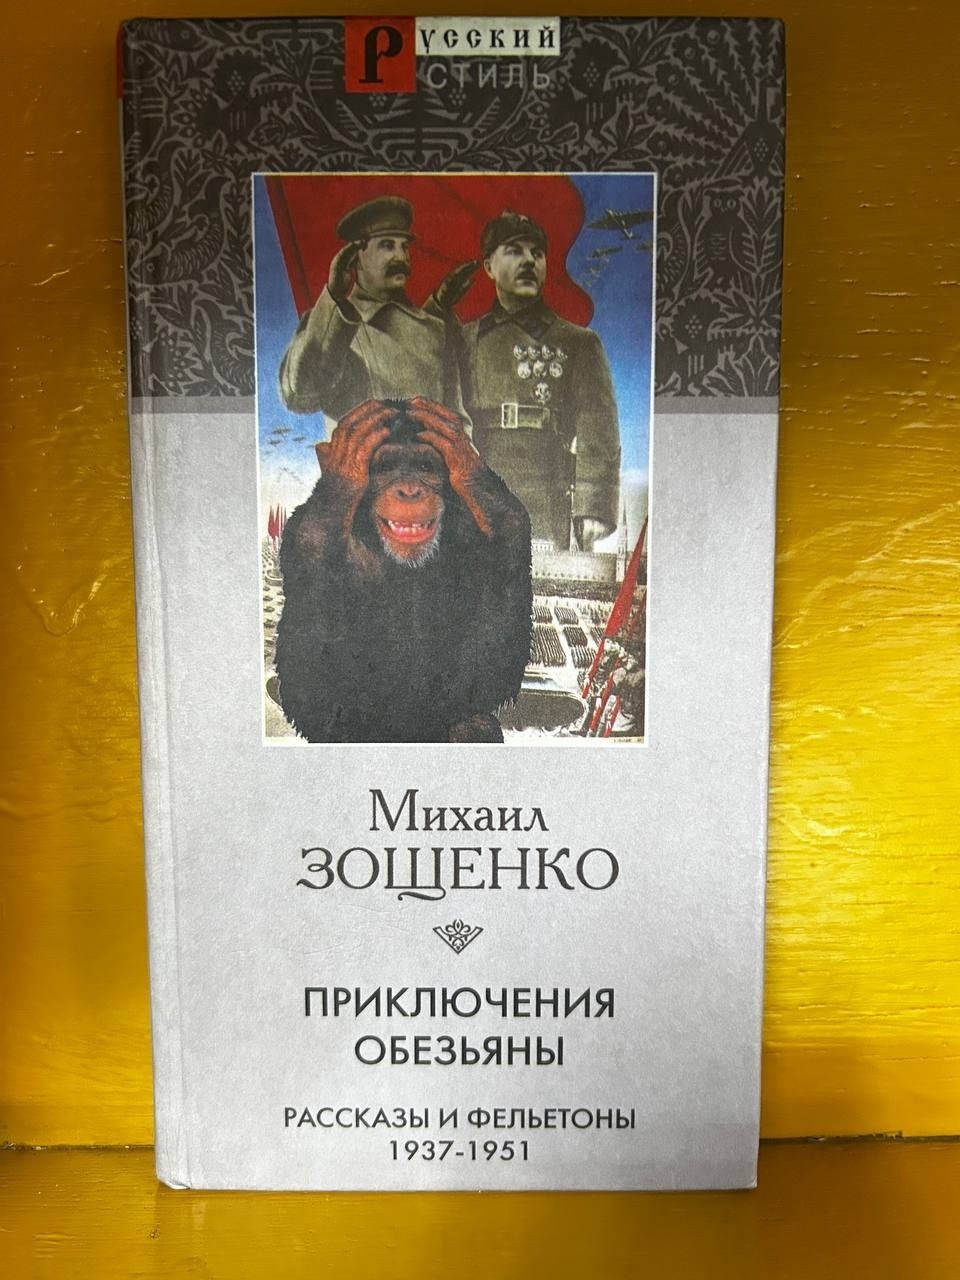 Русский
СТИЛЬ
Михаил
ЗОЩЕНКО
ПРИКЛЮЧЕНИЯ
ОБЕЗЬЯНЫ
РАССКАЗЫ И ФЕЛЬЕТОНЫ
1937-1951